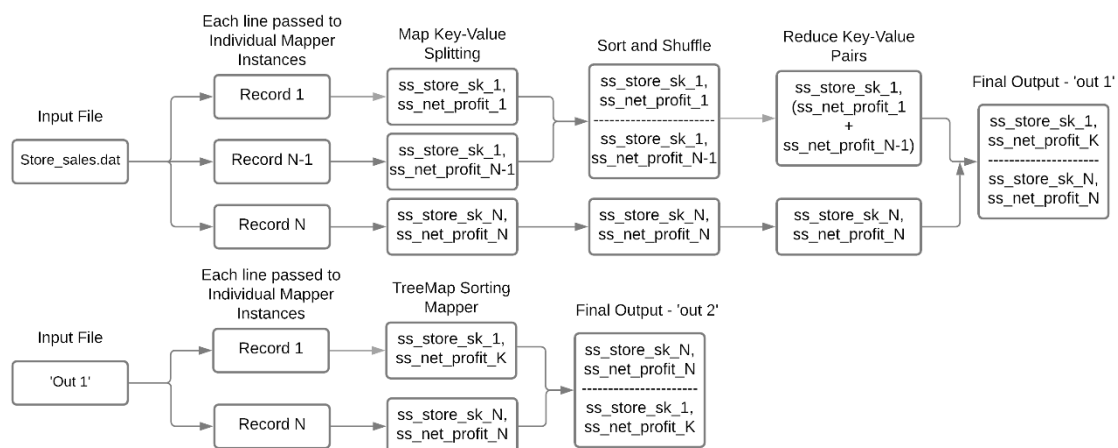 Each line passed to
Individual Mapper
Instances
Map Key-Value
Splitting
Sort and Shuffle
Reduce Key-Value
Pairs
Final Output - 'out 1'
Input File
Store_sales.dat
Record 1
Record N-1
Record N
ss_store_sk_1,
ss_net_profit_1
ss_store_sk_1,
ss_net_profit_N-1
ss_store_sk_N,
ss_net_profit_N
ss_store_sk_1,
ss_net_profit_1
ss_store_sk_1,
ss_net_profit_N-1
ss_store_sk_N,
ss_net_profit_N
ss_store_sk_1,
(ss_net_profit_1
+
ss_net_profit_N-1)
ss_store_sk_N,
ss_net_profit_N
ss_store_sk_1,
ss_net_profit_K
ss_store_sk_N,
ss_net_profit_N
Each line passed to
Individual Mapper
Instances
TreeMap Sorting
Mapper
Final Output - 'out 2'
Input File
'Out 1'
Record 1
Record N
ss_store_sk_1,
ss_net_profit_K
ss_store_sk_N,
ss_net_profit_N
ss_store_sk_N,
ss_net_profit_N
ss_store_sk_1,
ss_net_profit_K